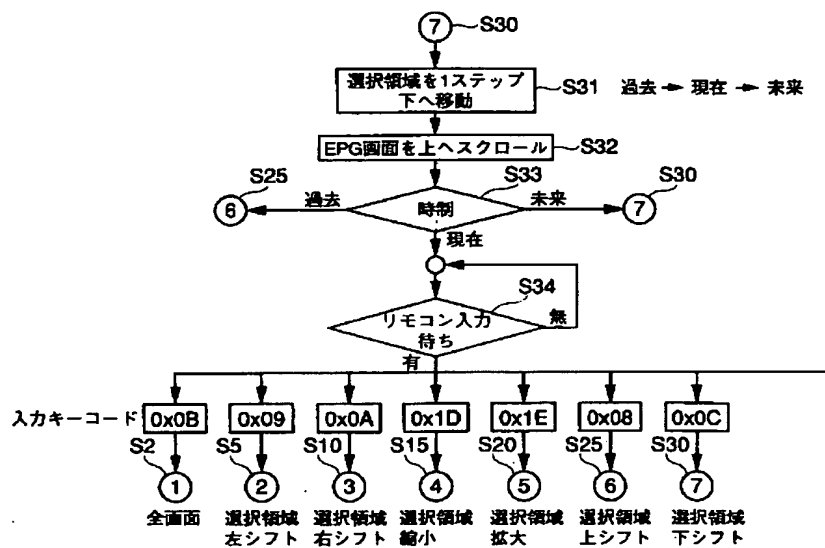 7 S30
選択領域を1ステップ
下へ移動
S31 過去 → 現在 → 未来
EPG画面を上へスクロール
S32
S25 S33 S30
6 過去 時制 未来 7
現在
S34
リモコン入力
待ち
無
有
入力キーコード 0x0B 0x09 0x0A 0x1D 0x1E 0x08 0x0C
S2 S5 S10 S15 S20 S25 S30
1 2 3 4 5 6 7
全画面 選択領域 選択領域 選択領域 選択領域 選択領域 選択領域
左シフト 右シフト 縮小 拡大 上シフト 下シフト